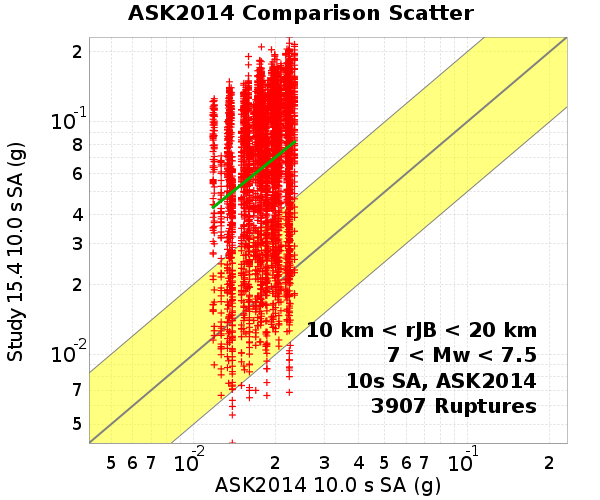 ASK2014 Comparison Scatter
Study 15.4 10.0 s SA (g)
2
10^-1
8
6
4
3
2
10^-2
7
5
10 km < rJB < 20 km
7 < Mw < 7.5
10s SA, ASK2014
3907 Ruptures
5 6 7 10^-2 2 3 4 5 6 7 10^-1 2
ASK2014 10.0 s SA (g)